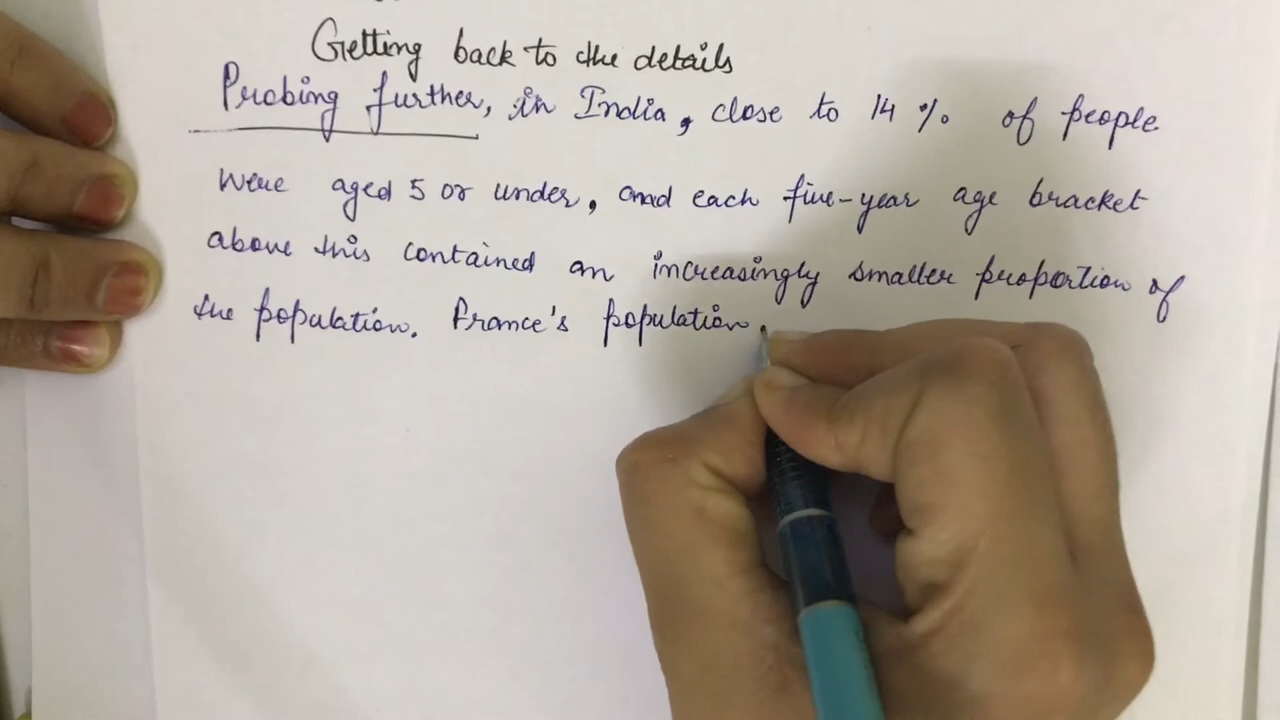 Getting back to the details
Probing further, in India, close to 14 % of people
were aged 5 or under, and each five-year age bracket
above this contained an increasingly smaller proportion of
the population. France's population